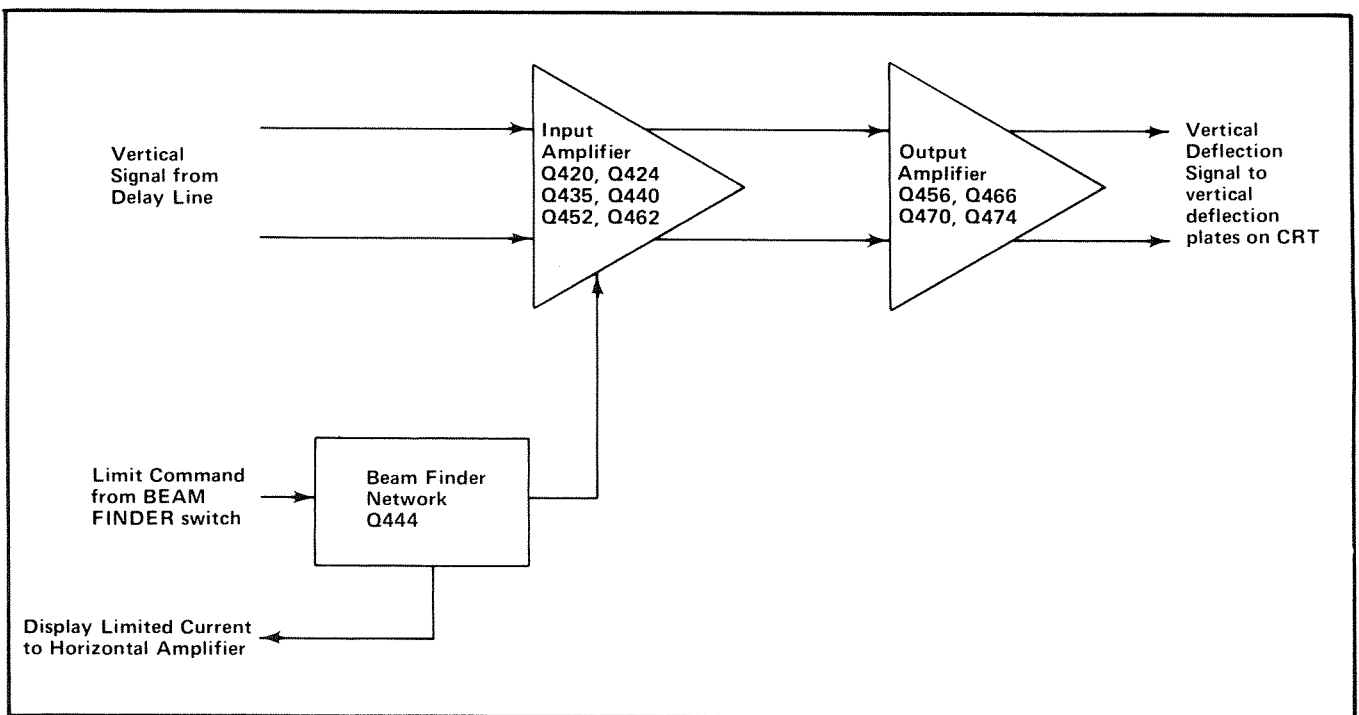 Vertical
Signal from
Delay Line
Input
Amplifier
Q420, Q424
Q435, Q440
Q452, Q462
Output
Amplifier
Q456, Q466
Q470, Q474
Vertical
Deflection
Signal to
vertical
deflection
plates on CRT
Limit Command
from BEAM
FINDER switch
Beam Finder
Network
Q444
Display Limited Current
to Horizontal Amplifier